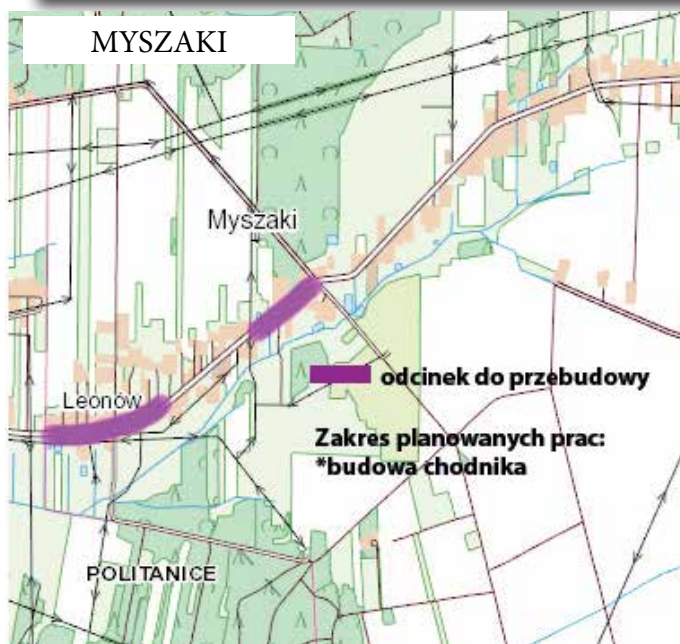 MYSZAKI
Myszaki
odcinek do przebudowy
Leonów
Zakres planowanych prac:
*budowa chodnika
POLITANICE